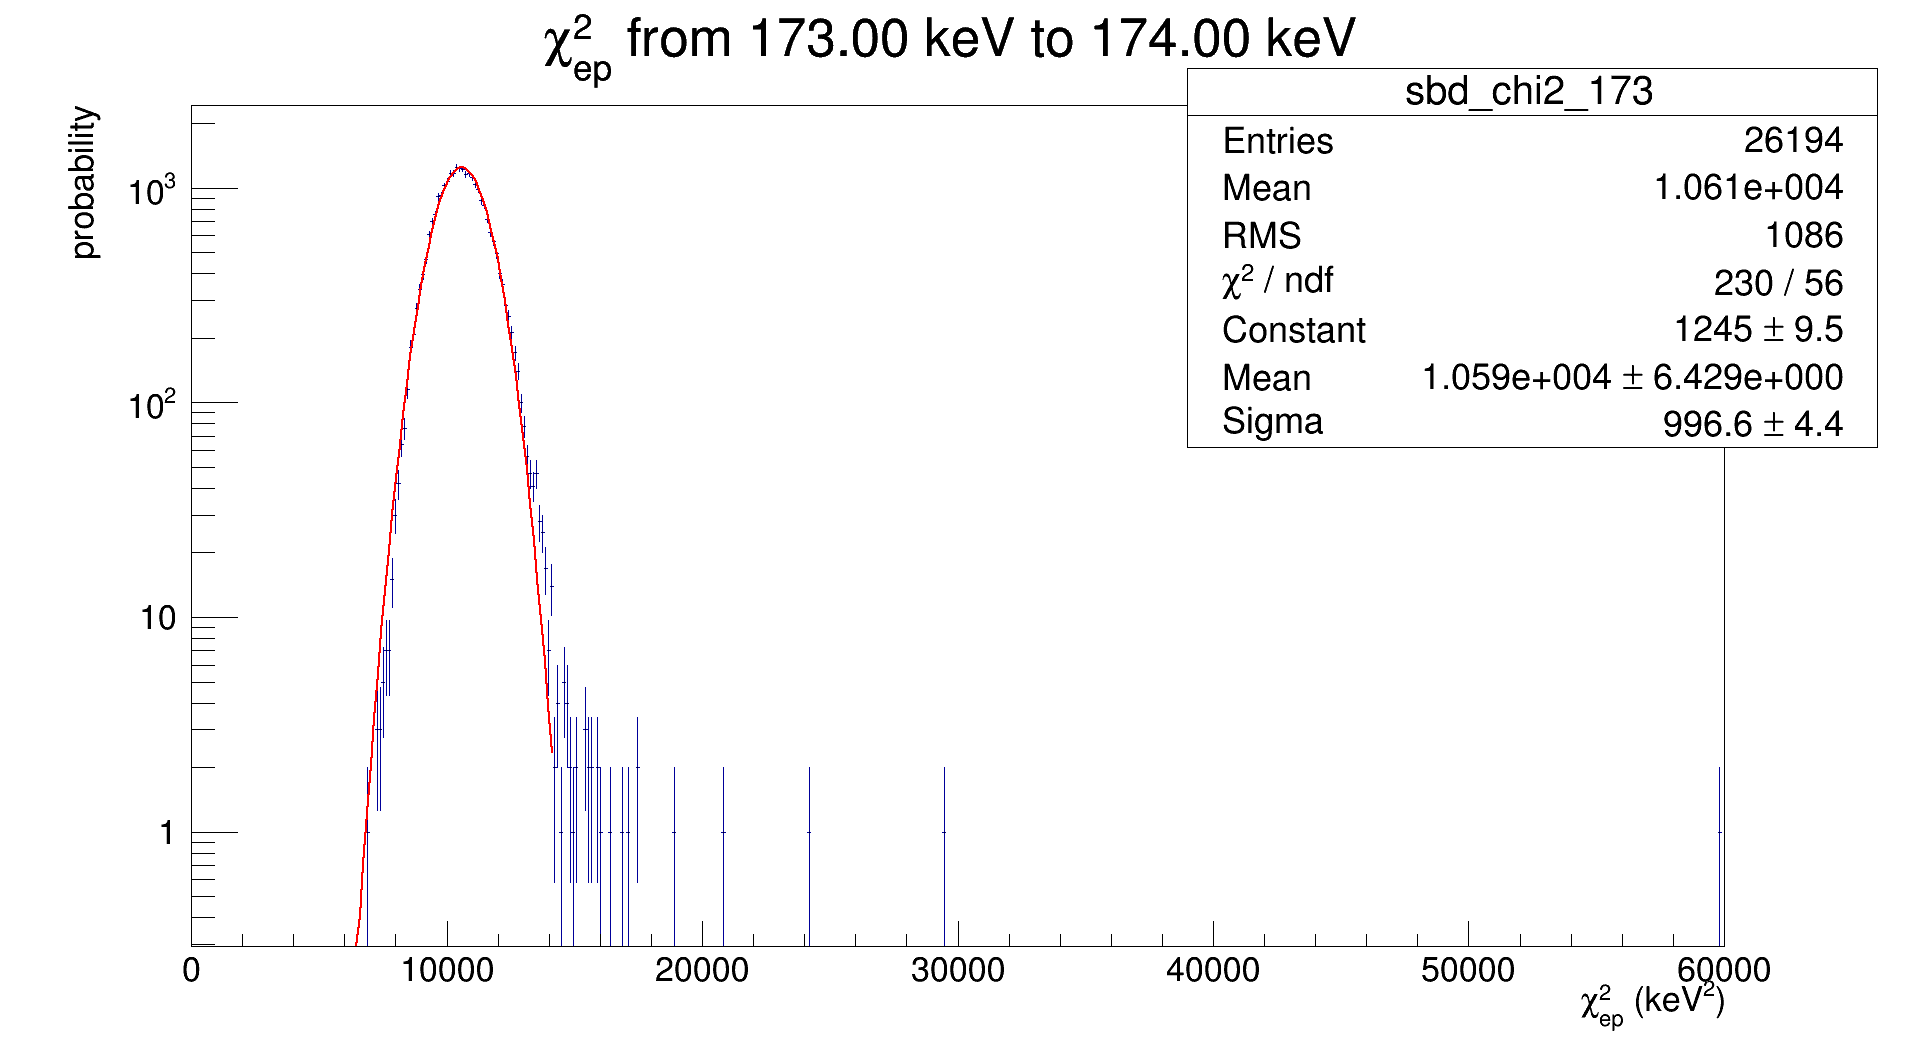 χ²ep from 173.00 keV to 174.00 keV
sbd_chi2_173
Entries 26194
Mean 1.061e+004
RMS 1086
χ² / ndf 230 / 56
Constant 1245 ± 9.5
Mean 1.059e+004 ± 6.429e+000
Sigma 996.6 ± 4.4
probability
10³
10²
10
1
0 10000 20000 30000 40000 50000 60000
χ²ep (keV²)